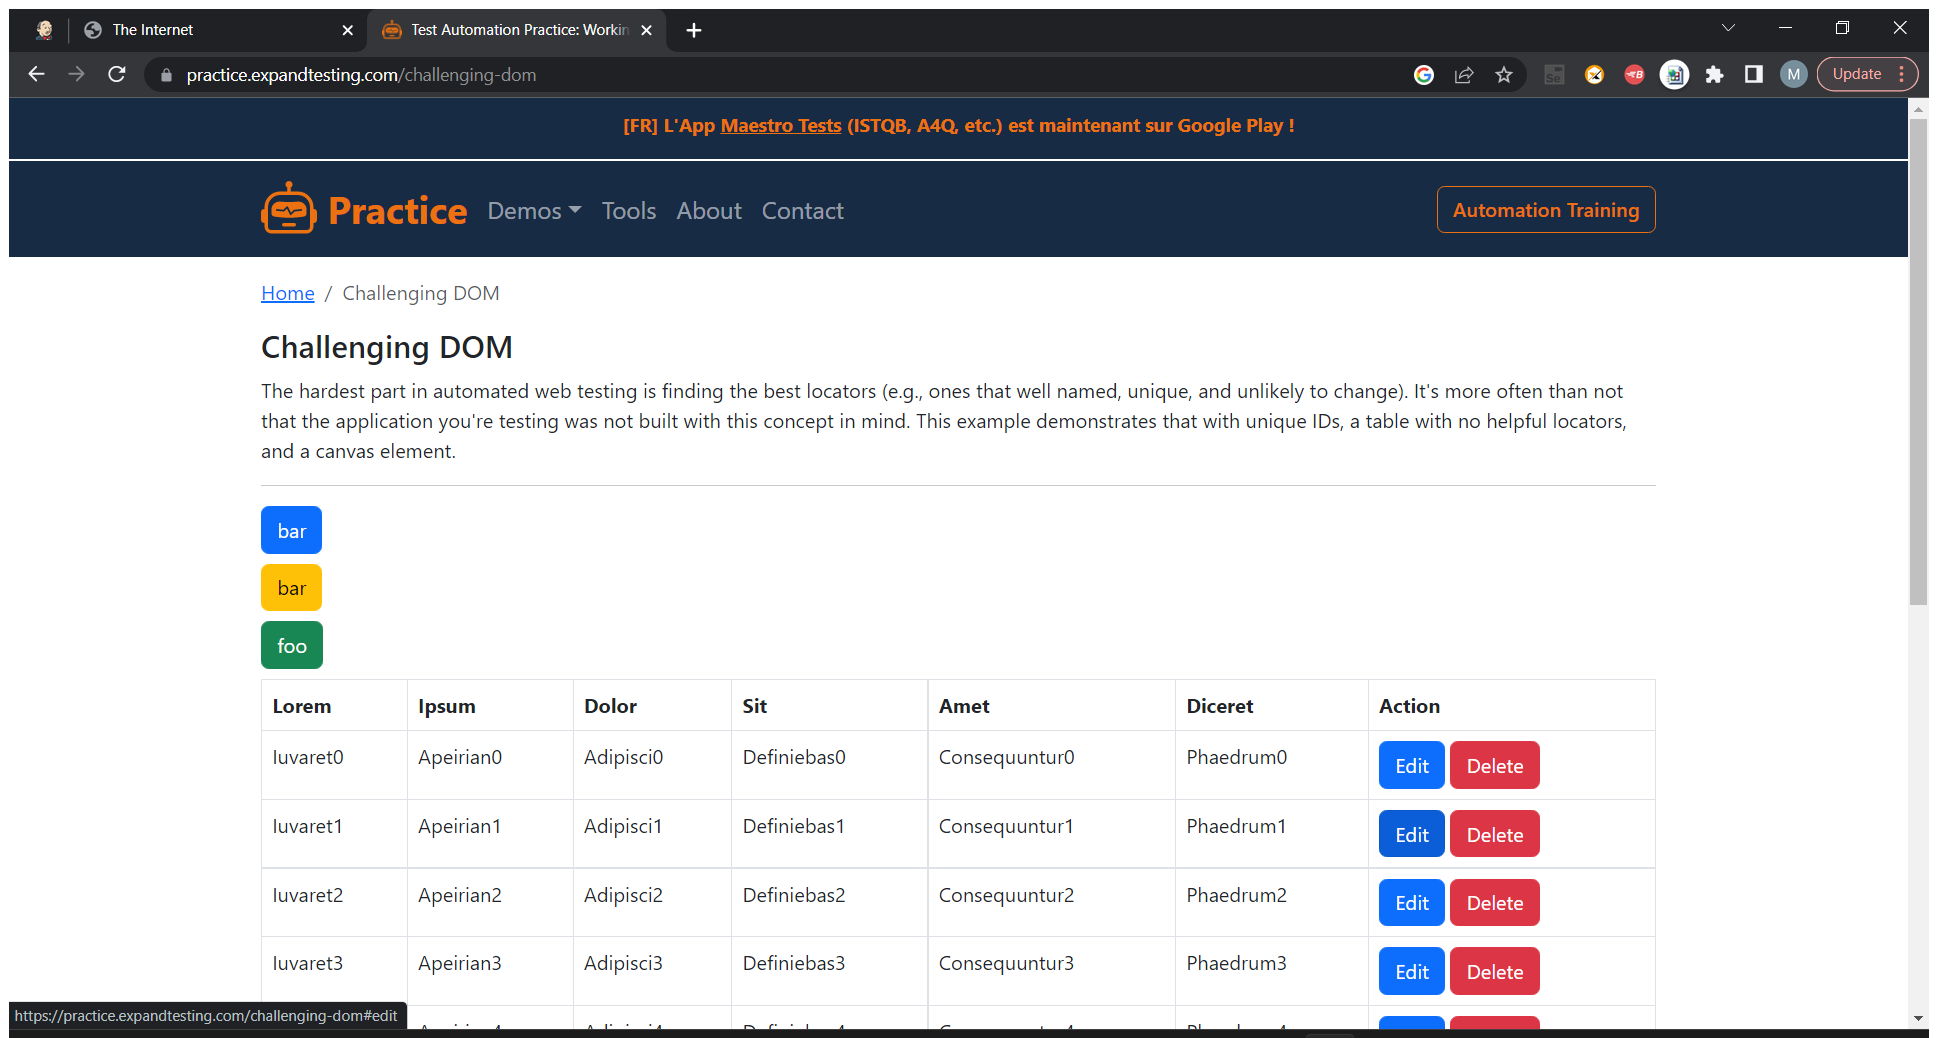 The Internet
Test Automation Practice: Workin
practice.expandtesting.com/challenging-dom
Se
B
M
Update
[FR] L'App Maestro Tests (ISTQB, A4Q, etc.) est maintenant sur Google Play !
Practice Demos Tools About Contact
Automation Training
Home / Challenging DOM
Challenging DOM
The hardest part in automated web testing is finding the best locators (e.g., ones that well named, unique, and unlikely to change). It's more often than not
that the application you're testing was not built with this concept in mind. This example demonstrates that with unique IDs, a table with no helpful locators,
and a canvas element.
bar
bar
foo
Lorem Ipsum Dolor Sit Amet Diceret Action
Iuvaret0 Apeirian0 Adipisci0 Definiebas0 Consequuntur0 Phaedrum0 Edit Delete
Iuvaret1 Apeirian1 Adipisci1 Definiebas1 Consequuntur1 Phaedrum1 Edit Delete
Iuvaret2 Apeirian2 Adipisci2 Definiebas2 Consequuntur2 Phaedrum2 Edit Delete
Iuvaret3 Apeirian3 Adipisci3 Definiebas3 Consequuntur3 Phaedrum3 Edit Delete
https://practice.expandtesting.com/challenging-dom#edit